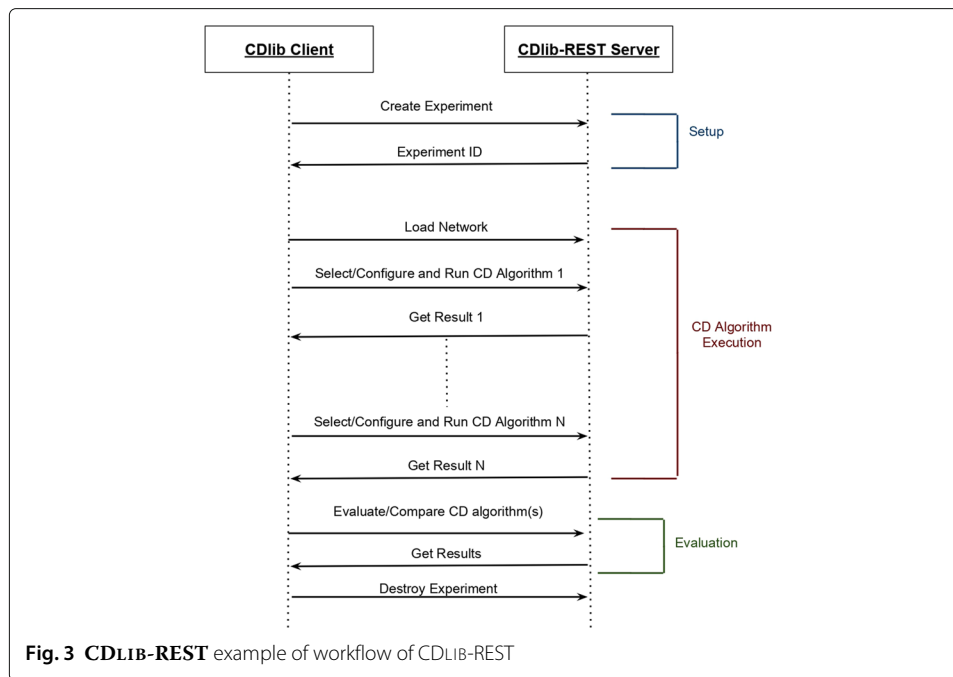 CDlib Client
CDlib-REST Server
Create Experiment
Setup
Experiment ID
Load Network
Select/Configure and Run CD Algorithm 1
Get Result 1
CD Algorithm
Execution
Select/Configure and Run CD Algorithm N
Get Result N
Evaluate/Compare CD algorithm(s)
Evaluation
Get Results
Destroy Experiment
Fig. 3 CDLIB-REST example of workflow of CDLIB-REST